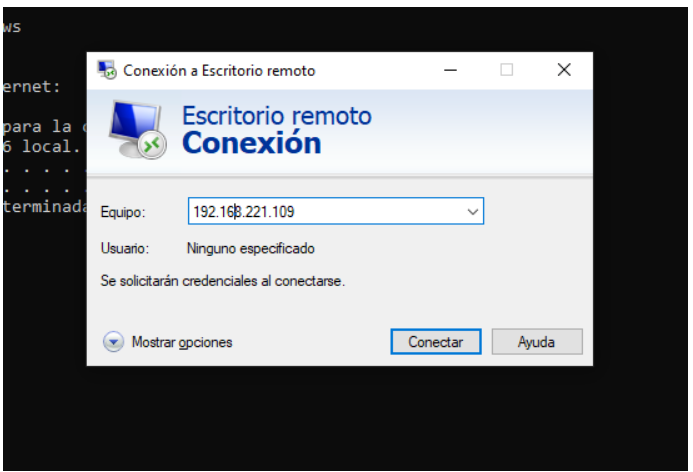 ws
ernet:
para la
6 local.
. . . .
. . . .
terminada
Conexión a Escritorio remoto
Escritorio remoto
Conexión
Equipo:
192.168.221.109
Usuario:
Ninguno especificado
Se solicitarán credenciales al conectarse.
Mostrar opciones
Conectar
Ayuda